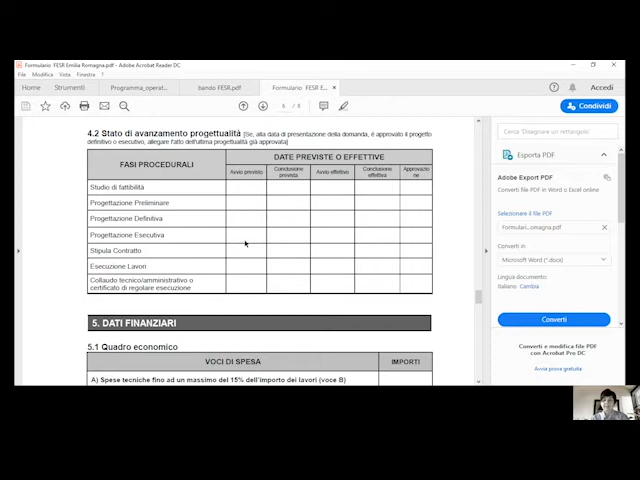 Formulario FESR Emilia Romagna.pdf - Adobe Acrobat Reader DC
File Modifica Vista Finestra ?
Home Strumenti Programma_operat... bando FESR.pdf Formulario FESR E... × Accedi
6 / 8 Condividi
4.2 Stato di avanzamento progettualità [Se, alla data di presentazione della domanda, è approvato il progetto
definitivo o esecutivo, allegare l'atto dell'ultima progettualità già approvata]
FASI PROCEDURALI DATE PREVISTE O EFFETTIVE
Avvio previsto Conclusione prevista Avvio effettivo Conclusione effettiva Approvazio ne
Studio di fattibilità
Progettazione Preliminare
Progettazione Definitiva
Progettazione Esecutiva
Stipula Contratto
Esecuzione Lavori
Collaudo tecnico/amministrativo o
certificato di regolare esecuzione
5. DATI FINANZIARI
5.1 Quadro economico
VOCI DI SPESA IMPORTI
A) Spese tecniche fino ad un massimo del 15% dell'importo dei lavori (voce B)
Cerca 'Disegnare un rettangolo'
Esporta PDF
Adobe Export PDF
Converti file PDF in Word o Excel online
Selezionare il file PDF
Formulari...omagna.pdf
Converti in
Microsoft Word (*.docx)
Lingua documento:
Italiano Cambia
Converti
Converti e modifica file PDF
con Acrobat Pro DC
Avvia prova gratuita